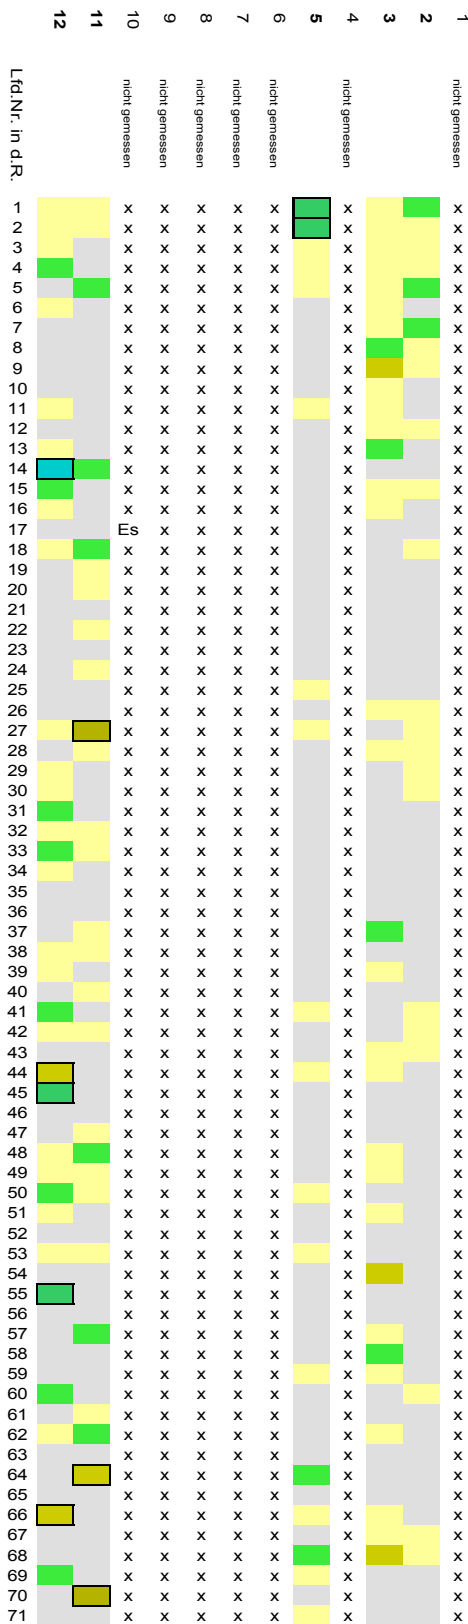 12 11 10 9 8 7 6 5 4 3 2 1
Lfd.Nr. in d.R. nicht gemessen nicht gemessen nicht gemessen nicht gemessen nicht gemessen nicht gemessen nicht gemessen
1 x x x x x x x
2 x x x x x x x
3 x x x x x x x
4 x x x x x x x
5 x x x x x x x
6 x x x x x x x
7 x x x x x x x
8 x x x x x x x
9 x x x x x x x
10 x x x x x x x
11 x x x x x x x
12 x x x x x x x
13 x x x x x x x
14 x x x x x x x
15 x x x x x x x
16 x x x x x x x
17 Es x x x x x x
18 x x x x x x x
19 x x x x x x x
20 x x x x x x x
21 x x x x x x x
22 x x x x x x x
23 x x x x x x x
24 x x x x x x x
25 x x x x x x x
26 x x x x x x x
27 x x x x x x x
28 x x x x x x x
29 x x x x x x x
30 x x x x x x x
31 x x x x x x x
32 x x x x x x x
33 x x x x x x x
34 x x x x x x x
35 x x x x x x x
36 x x x x x x x
37 x x x x x x x
38 x x x x x x x
39 x x x x x x x
40 x x x x x x x
41 x x x x x x x
42 x x x x x x x
43 x x x x x x x
44 x x x x x x x
45 x x x x x x x
46 x x x x x x x
47 x x x x x x x
48 x x x x x x x
49 x x x x x x x
50 x x x x x x x
51 x x x x x x x
52 x x x x x x x
53 x x x x x x x
54 x x x x x x x
55 x x x x x x x
56 x x x x x x x
57 x x x x x x x
58 x x x x x x x
59 x x x x x x x
60 x x x x x x x
61 x x x x x x x
62 x x x x x x x
63 x x x x x x x
64 x x x x x x x
65 x x x x x x x
66 x x x x x x x
67 x x x x x x x
68 x x x x x x x
69 x x x x x x x
70 x x x x x x x
71 x x x x x x x